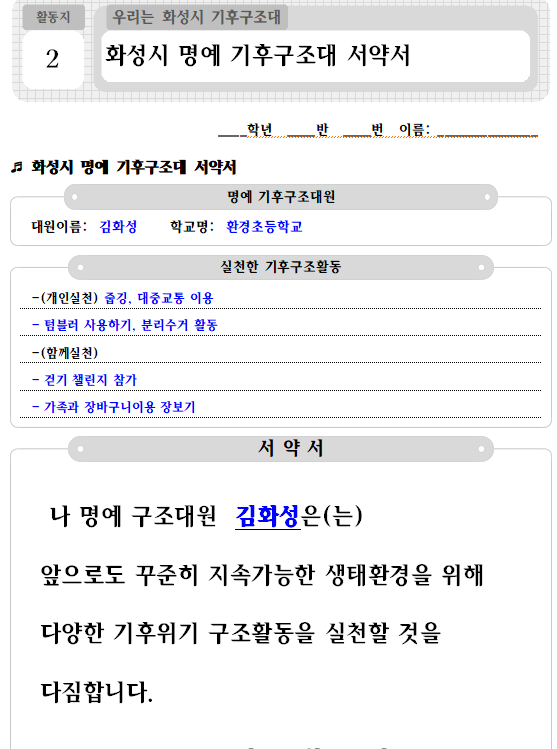 활동지
우리는 화성시 기후구조대
2
화성시 명예 기후구조대 서약서
____학년 ____반 ____번 이름: ______________
♬ 화성시 명예 기후구조대 서약서
명예 기후구조대원
대원이름: 김화성 학교명: 환경초등학교
실천한 기후구조활동
-(개인실천) 줍깅, 대중교통 이용
- 텀블러 사용하기, 분리수거 활동
-(함께실천)
- 걷기 챌린지 참가
- 가족과 장바구니이용 장보기
서 약 서
나 명예 구조대원 김화성은(는)
앞으로도 꾸준히 지속가능한 생태환경을 위해
다양한 기후위기 구조활동을 실천할 것을
다짐합니다.